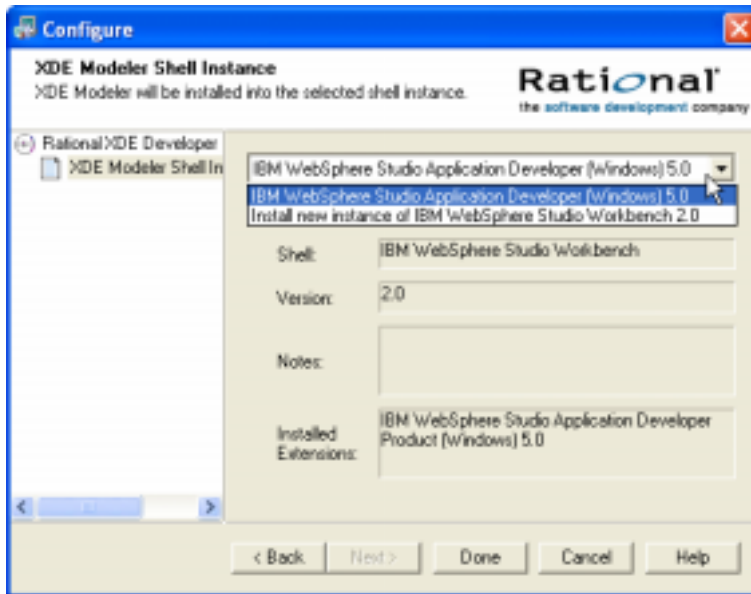 Configure
XDE Modeler Shell Instance
XDE Modeler will be installed into the selected shell instance.
Rational
the software development company
Rational XDE Developer
XDE Modeler Shell In
IBM WebSphere Studio Application Developer (Windows) 5.0
IBM WebSphere Studio Application Developer (Windows) 5.0
Install new instance of IBM WebSphere Studio Workbench 2.0
Shell:
IBM WebSphere Studio Workbench
Version:
2.0
Notes:
Installed
Extensions:
IBM WebSphere Studio Application Developer
Product (Windows) 5.0
< Back
Next >
Done
Cancel
Help